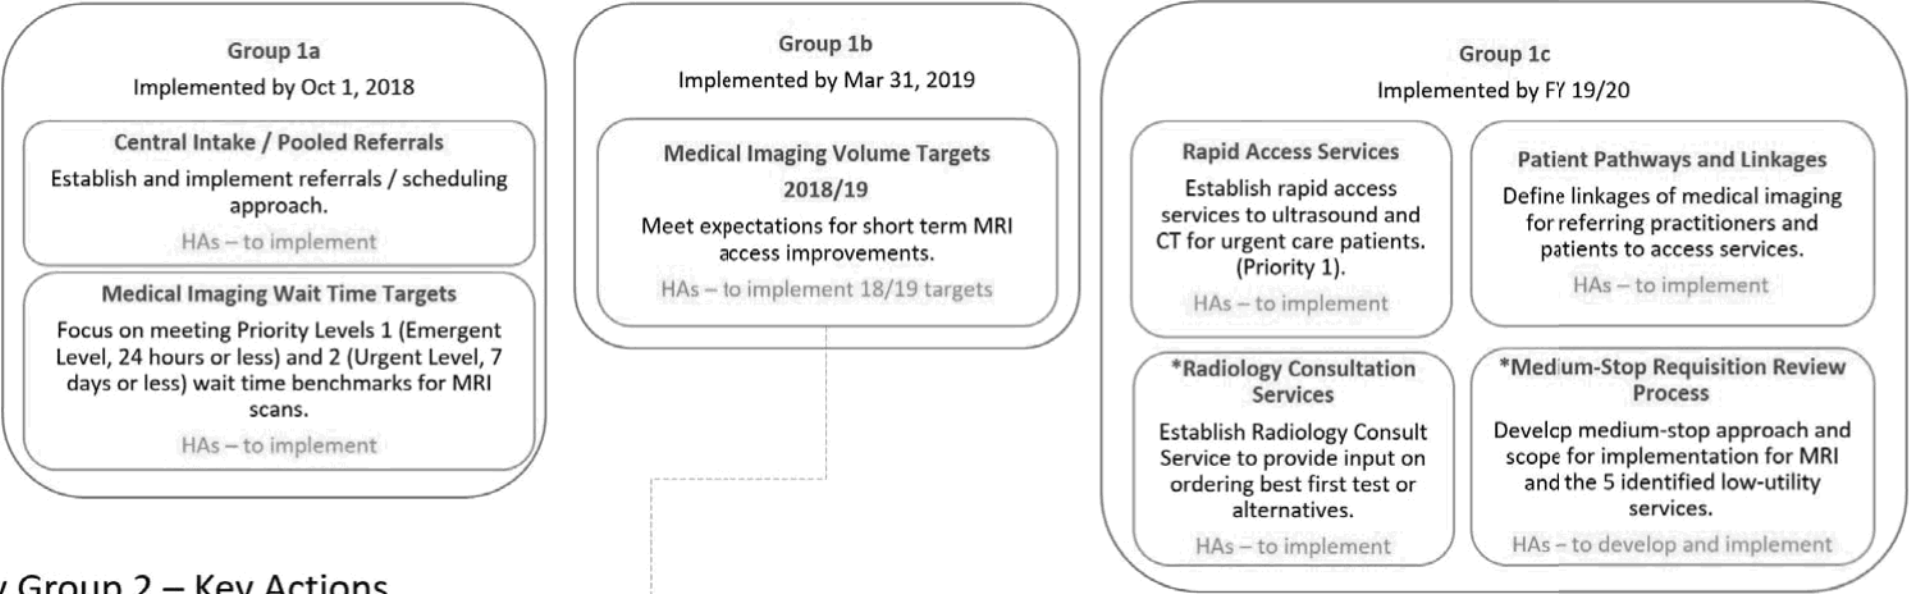 Group 1a
Implemented by Oct 1, 2018
Central Intake / Pooled Referrals
Establish and implement referrals / scheduling
approach.
HAs – to implement
Medical Imaging Wait Time Targets
Focus on meeting Priority Levels 1 (Emergent
Level, 24 hours or less) and 2 (Urgent Level, 7
days or less) wait time benchmarks for MRI
scans.
HAs – to implement
Group 1b
Implemented by Mar 31, 2019
Medical Imaging Volume Targets
2018/19
Meet expectations for short term MRI
access improvements.
HAs – to implement 18/19 targets
Group 1c
Implemented by FY 19/20
Rapid Access Services
Establish rapid access
services to ultrasound and
CT for urgent care patients.
(Priority 1).
HAs – to implement
Patient Pathways and Linkages
Define linkages of medical imaging
for referring practitioners and
patients to access services.
HAs – to implement
*Radiology Consultation
Services
Establish Radiology Consult
Service to provide input on
ordering best first test or
alternatives.
HAs – to implement
*Medium-Stop Requisition Review
Process
Develop medium-stop approach and
scope for implementation for MRI
and the 5 identified low-utility
services.
HAs – to develop and implement
Group 2 – Key Actions